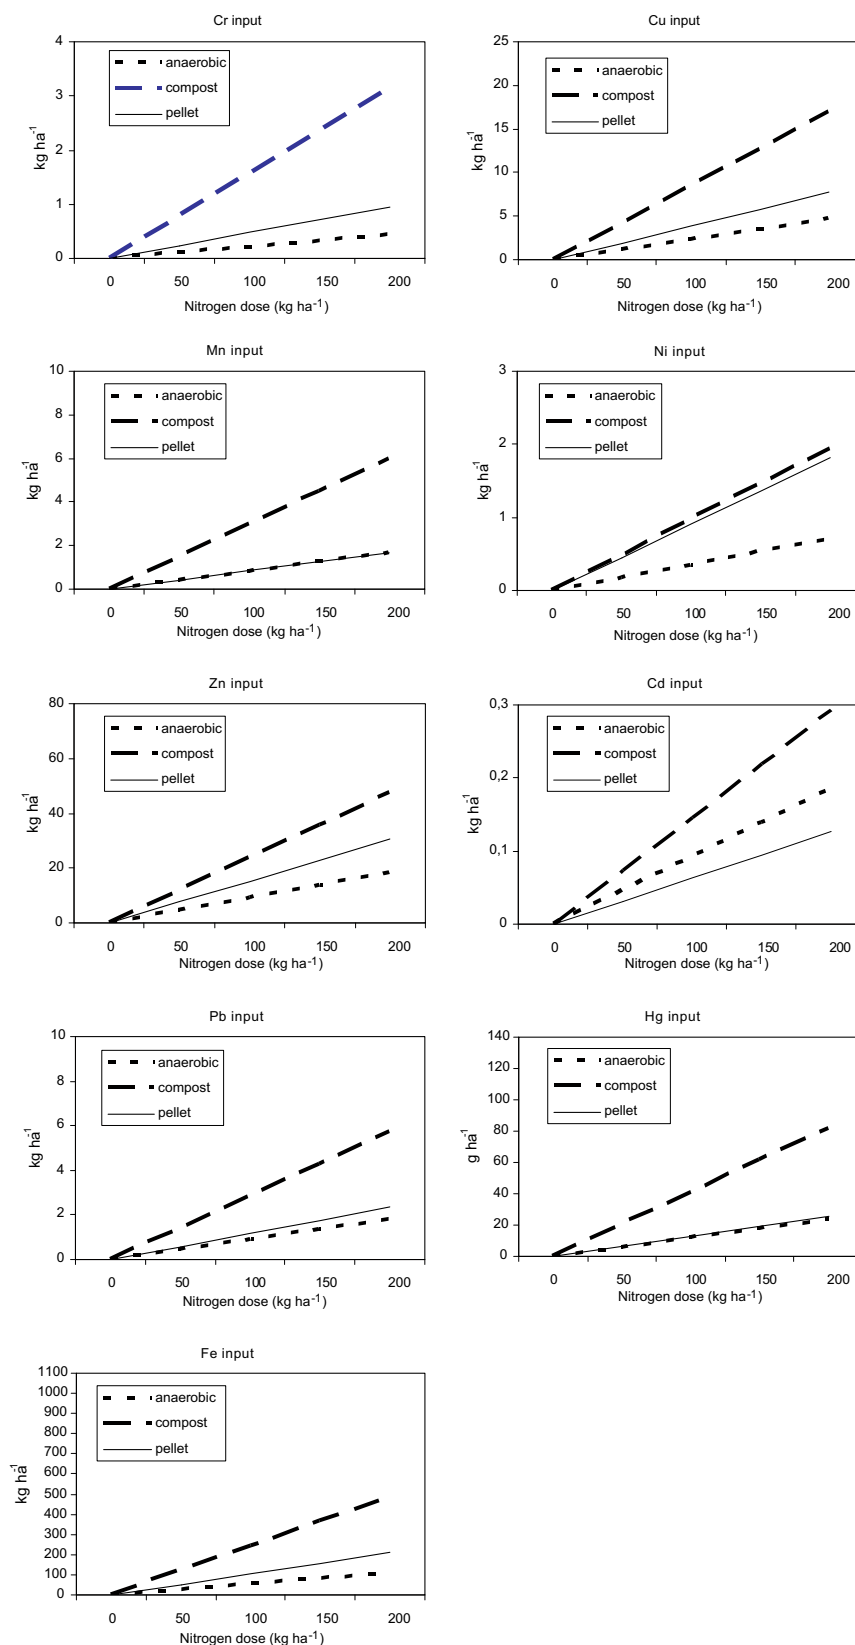 Cr input
4
3
2
1
0
kg ha-1
anaerobic
compost
pellet
0 50 100 150 200
Nitrogen dose (kg ha-1)
Cu input
25
20
15
10
5
0
kg ha-1
anaerobic
compost
pellet
0 50 100 150 200
Nitrogen dose (kg ha-1)
Mn input
10
8
6
4
2
0
kg ha-1
anaerobic
compost
pellet
0 50 100 150 200
Nitrogen dose (kg ha-1)
Ni input
3
2
1
0
kg ha-1
anaerobic
compost
pellet
0 50 100 150 200
Nitrogen dose (kg ha-1)
Zn input
80
60
40
20
0
kg ha-1
anaerobic
compost
pellet
0 50 100 150 200
Nitrogen dose (kg ha-1)
Cd input
0,3
0,2
0,1
0
kg ha-1
anaerobic
compost
pellet
0 50 100 150 200
Nitrogen dose (kg ha-1)
Pb input
10
8
6
4
2
0
kg ha-1
anaerobic
compost
pellet
0 50 100 150 200
Nitrogen dose (kg ha-1)
Hg input
140
120
100
80
60
40
20
0
g ha-1
anaerobic
compost
pellet
0 50 100 150 200
Nitrogen dose (kg ha-1)
Fe input
1100
1000
900
800
700
600
500
400
300
200
100
0
kg ha-1
anaerobic
compost
pellet
0 50 100 150 200
Nitrogen dose (kg ha-1)